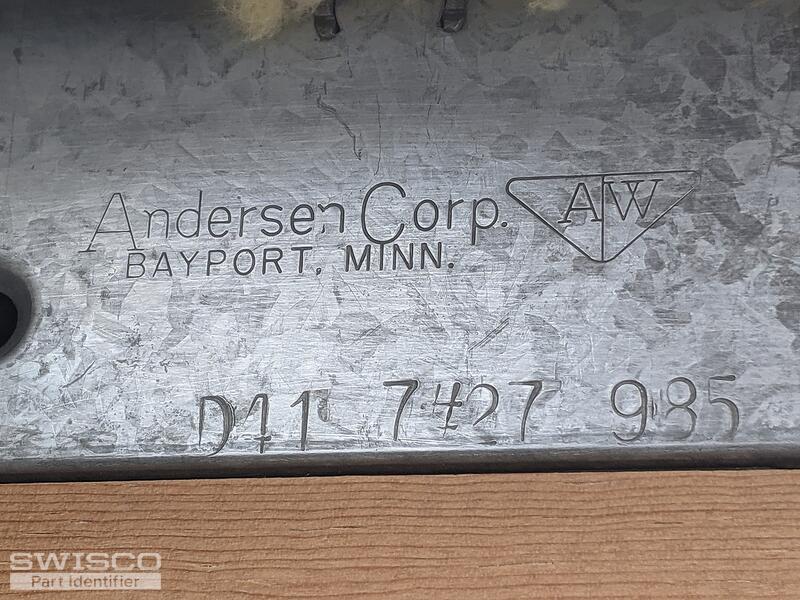 Andersen Corp. AW
BAYPORT, MINN.
D41 7427 985
SWISCO
Part Identifier